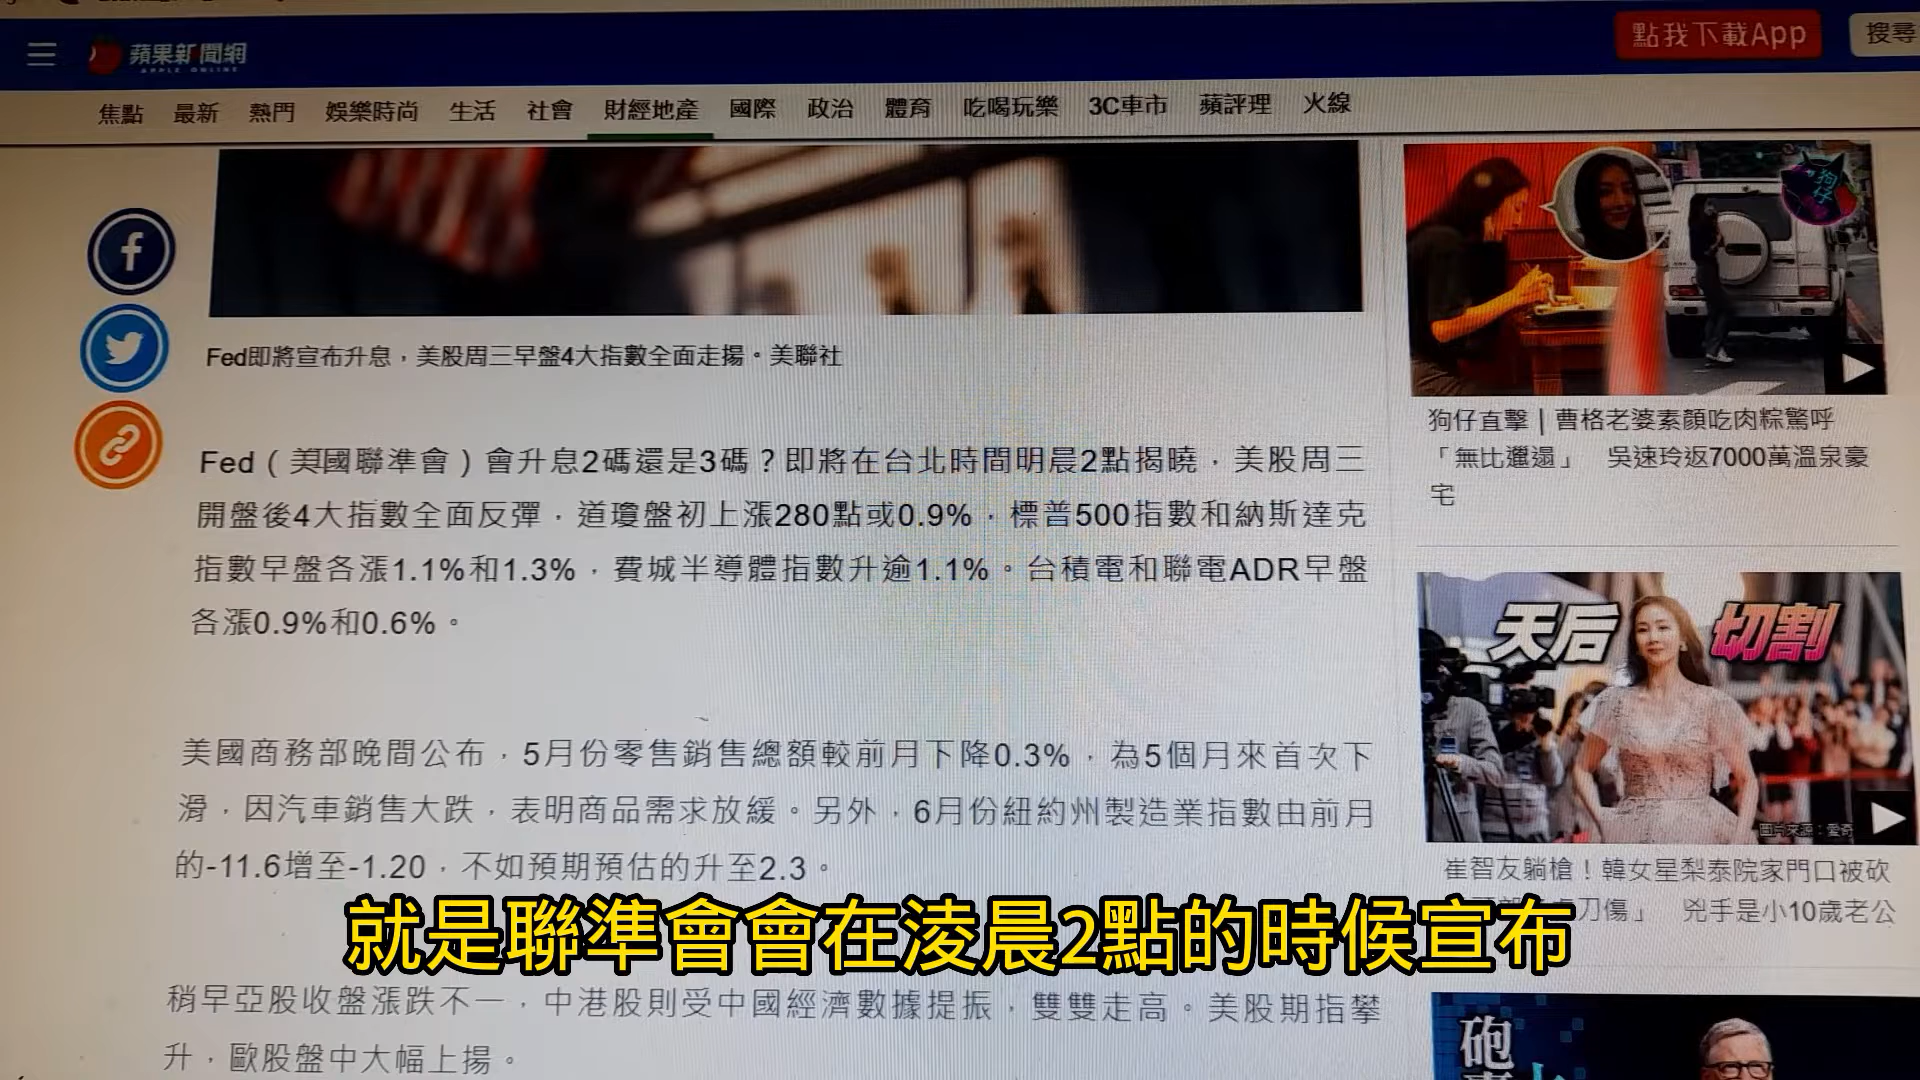 蘋果新聞網
APPLE ONLINE
點我下載App
搜尋
焦點 最新 熱門 娛樂時尚 生活 社會 財經地產 國際 政治 體育 吃喝玩樂 3C車市 蘋評理 火線
狗仔
Fed即將宣布升息，美股周三早盤4大指數全面走揚。美聯社
Fed（美國聯準會）會升息2碼還是3碼？即將在台北時間明晨2點揭曉，美股周三
開盤後4大指數全面反彈，道瓊盤初上漲280點或0.9%，標普500指數和納斯達克
指數早盤各漲1.1%和1.3%，費城半導體指數升逾1.1%。台積電和聯電ADR早盤
各漲0.9%和0.6%。
美國商務部晚間公布，5月份零售銷售總額較前月下降0.3%，為5個月來首次下
滑，因汽車銷售大跌，表明商品需求放緩。另外，6月份紐約州製造業指數由前月
的-11.6增至-1.20，不如預期預估的升至2.3。
稍早亞股收盤漲跌不一，中港股則受中國經濟數據提振，雙雙走高。美股期指攀
升，歐股盤中大幅上揚。
狗仔直擊｜曹格老婆素顏吃肉粽驚呼
「無比邋遢」 吳速玲返7000萬溫泉豪
宅
天后 切割
圖片來源：愛奇
崔智友躺槍！韓女星梨泰院家門口被砍
刀傷」 兇手是小10歲老公
砲
就是聯準會會在淩晨2點的時候宣布